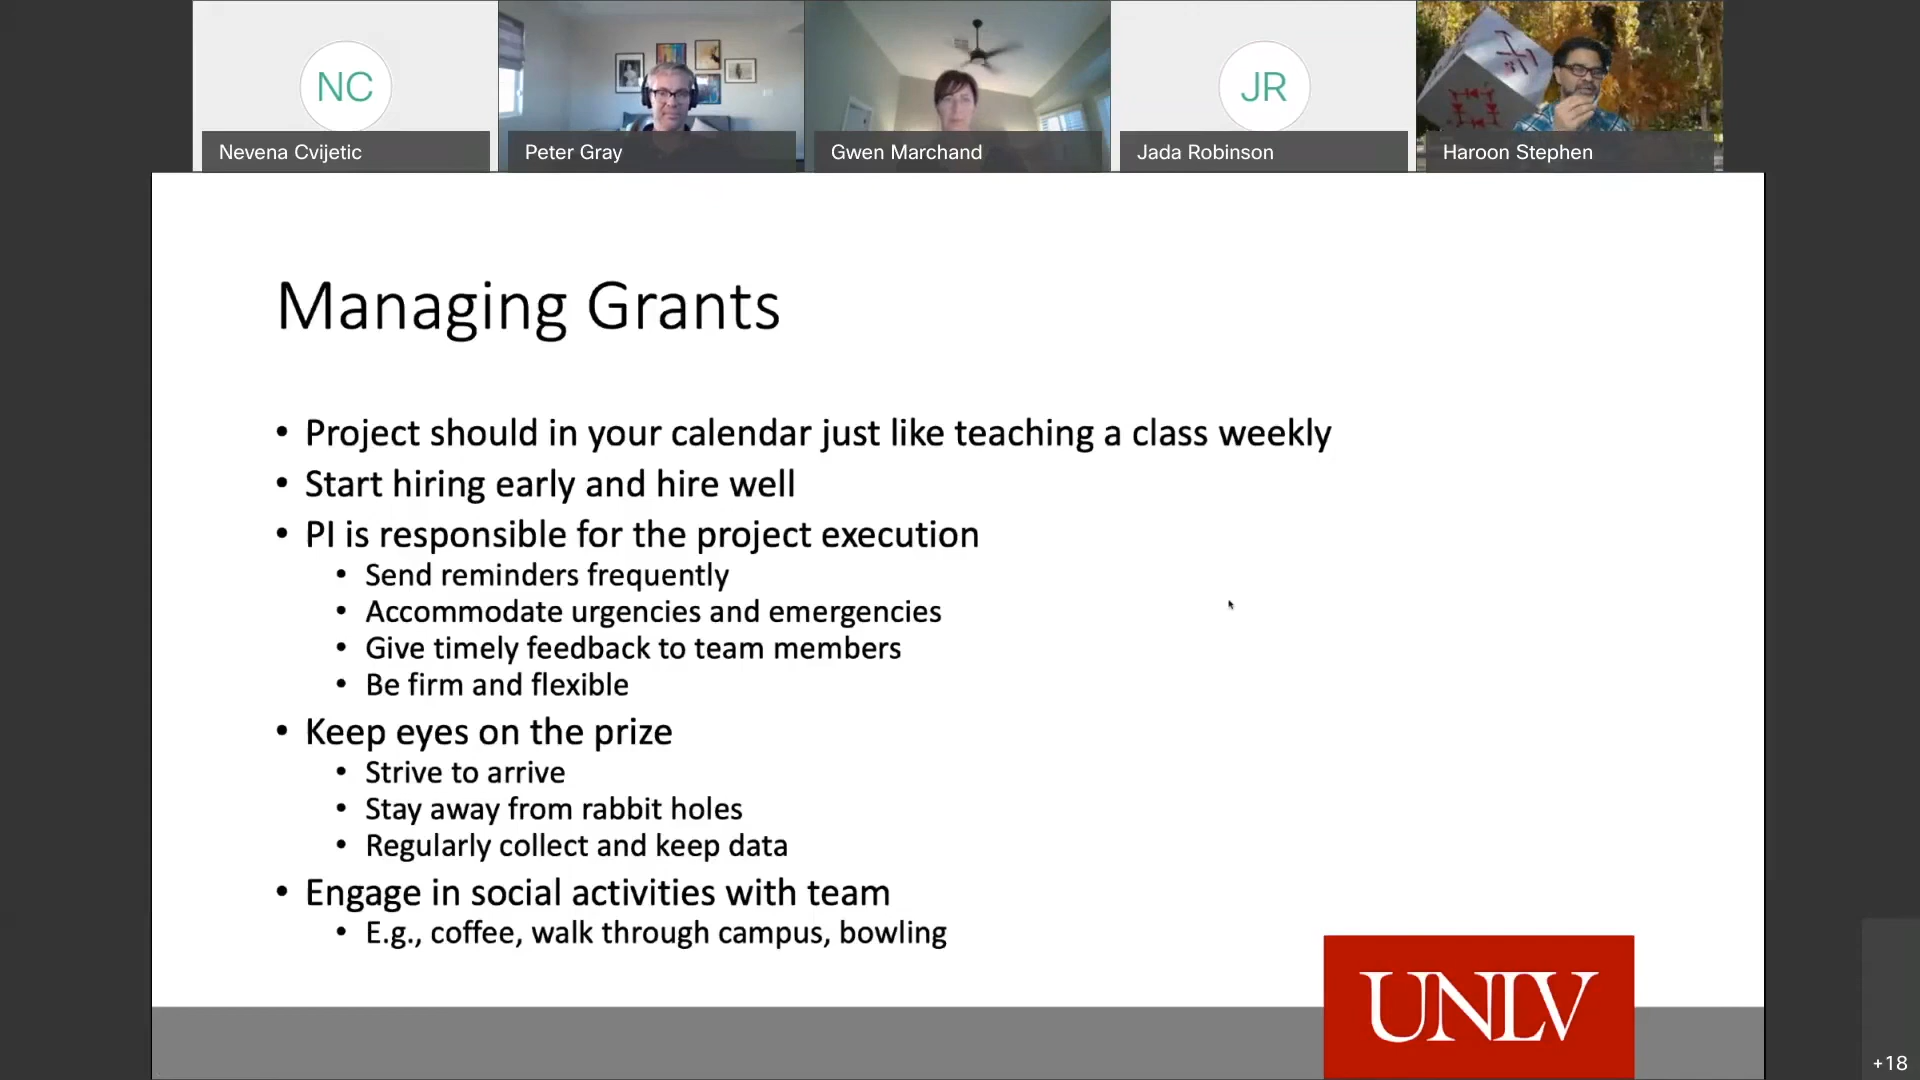 NC
JR
Nevena Cvijetic
Peter Gray
Gwen Marchand
Jada Robinson
Haroon Stephen
Managing Grants
• Project should in your calendar just like teaching a class weekly
• Start hiring early and hire well
• PI is responsible for the project execution
• Send reminders frequently
• Accommodate urgencies and emergencies
• Give timely feedback to team members
• Be firm and flexible
• Keep eyes on the prize
• Strive to arrive
• Stay away from rabbit holes
• Regularly collect and keep data
• Engage in social activities with team
• E.g., coffee, walk through campus, bowling
UNLV
+18